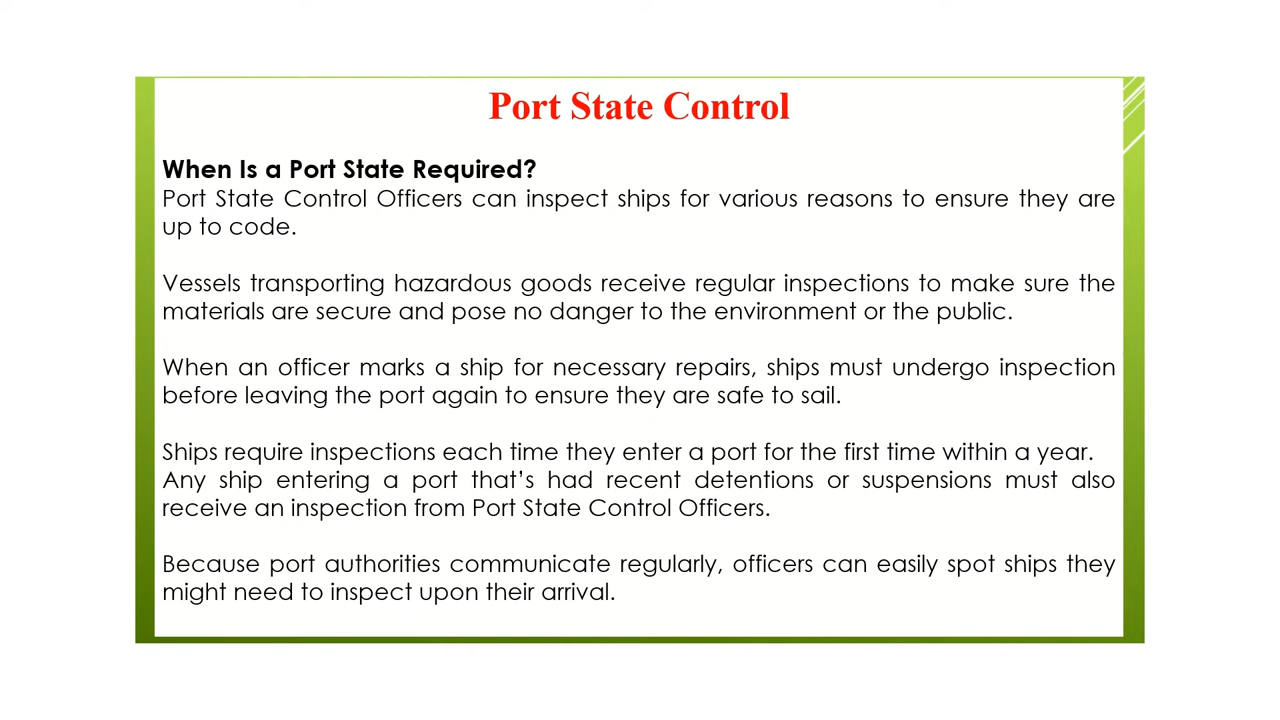 Port State Control
When Is a Port State Required?
Port State Control Officers can inspect ships for various reasons to ensure they are
up to code.
Vessels transporting hazardous goods receive regular inspections to make sure the
materials are secure and pose no danger to the environment or the public.
When an officer marks a ship for necessary repairs, ships must undergo inspection
before leaving the port again to ensure they are safe to sail.
Ships require inspections each time they enter a port for the first time within a year.
Any ship entering a port that’s had recent detentions or suspensions must also
receive an inspection from Port State Control Officers.
Because port authorities communicate regularly, officers can easily spot ships they
might need to inspect upon their arrival.